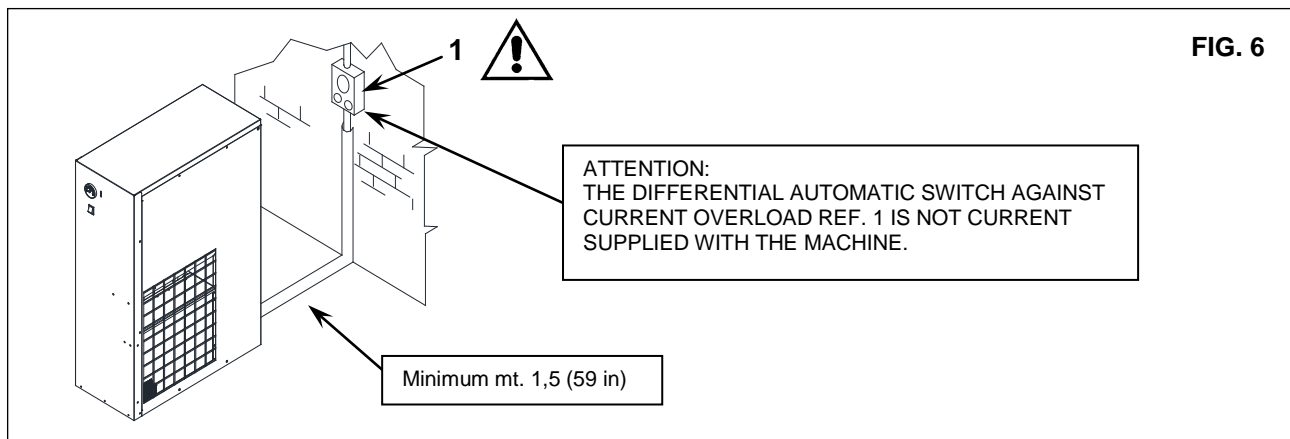 FIG. 6
1
ATTENTION:
THE DIFFERENTIAL AUTOMATIC SWITCH AGAINST
CURRENT OVERLOAD REF. 1 IS NOT CURRENT
SUPPLIED WITH THE MACHINE.
Minimum mt. 1,5 (59 in)